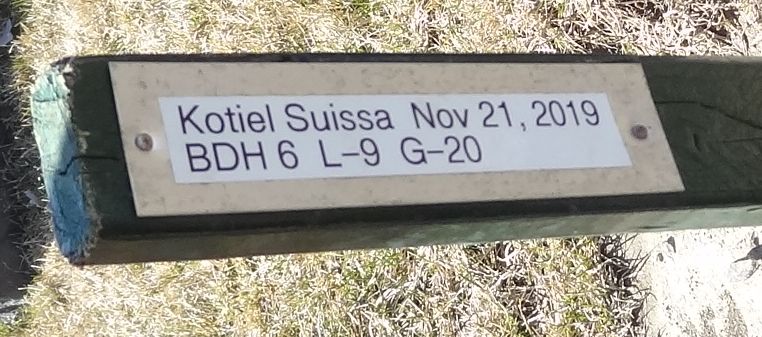 Kotiel Suissa Nov 21, 2019
BDH 6 L-9 G-20